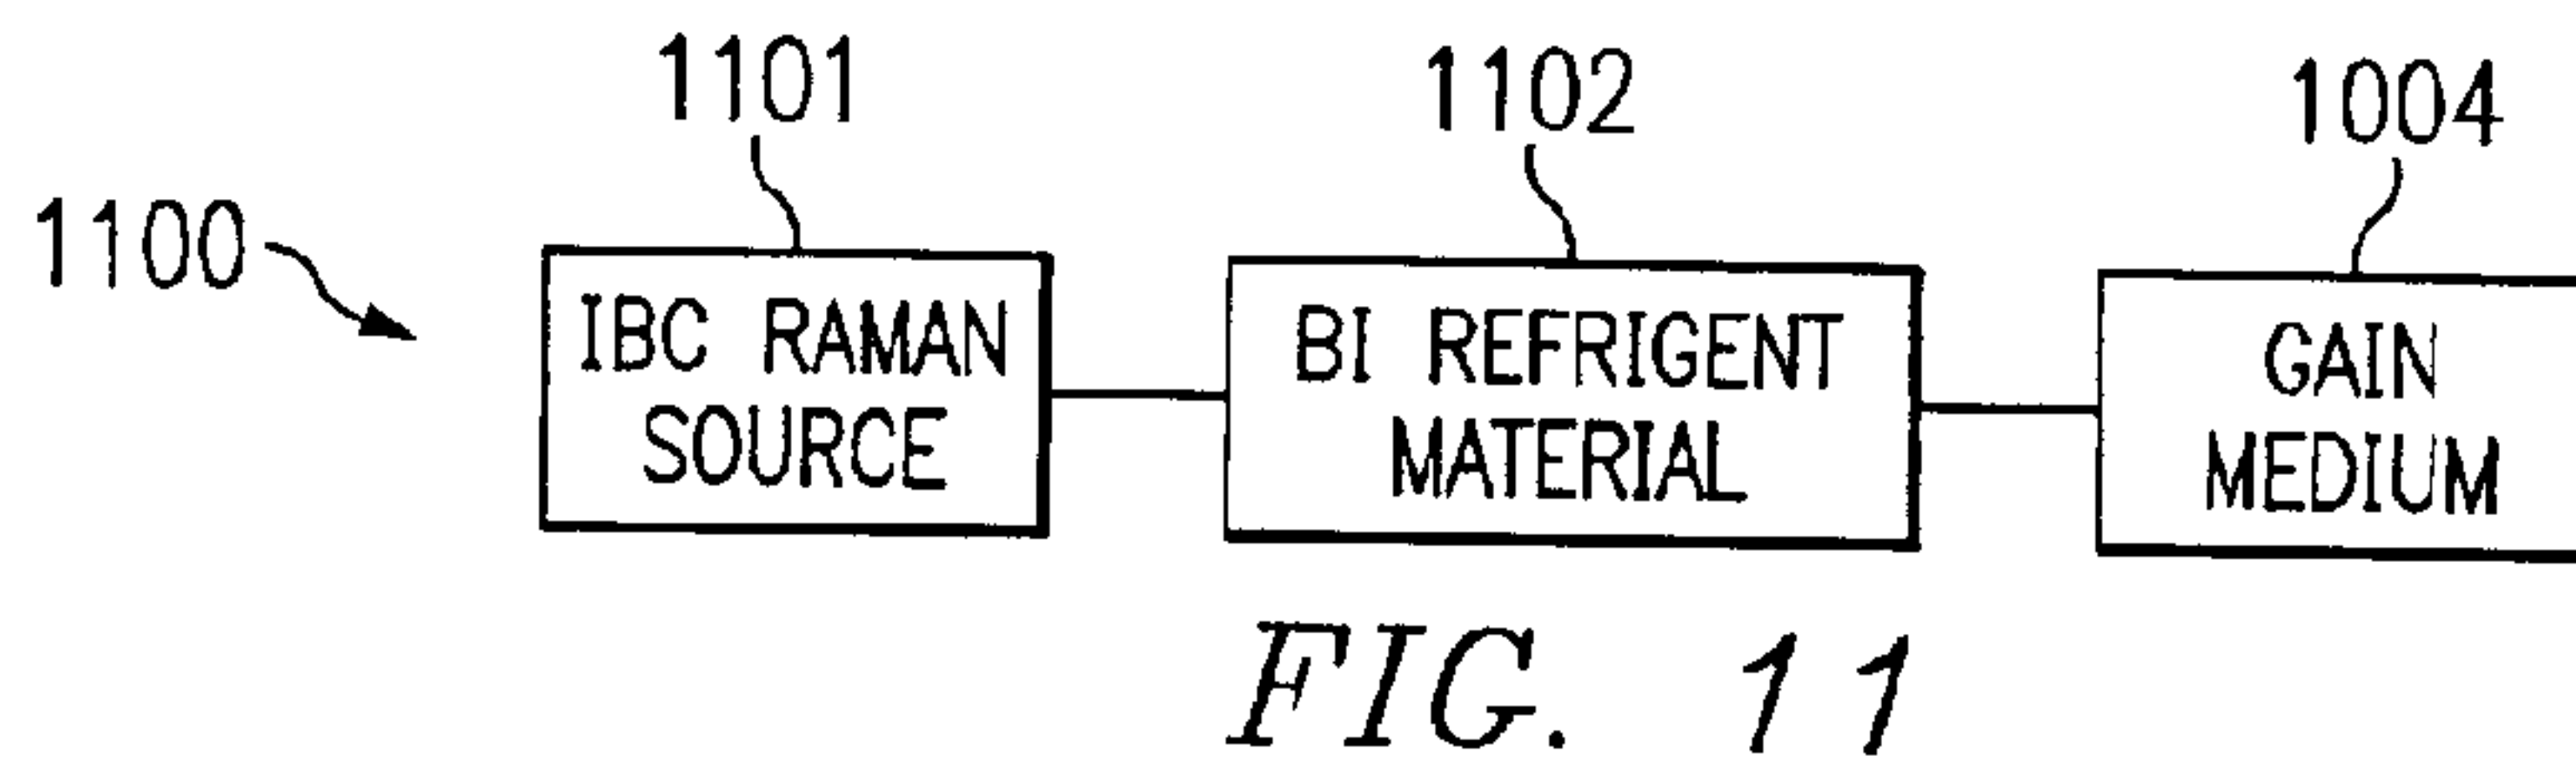 1101
1102
1004
1100
IBC RAMAN
SOURCE
BI REFRIGENT
MATERIAL
GAIN
MEDIUM
FIG. 11